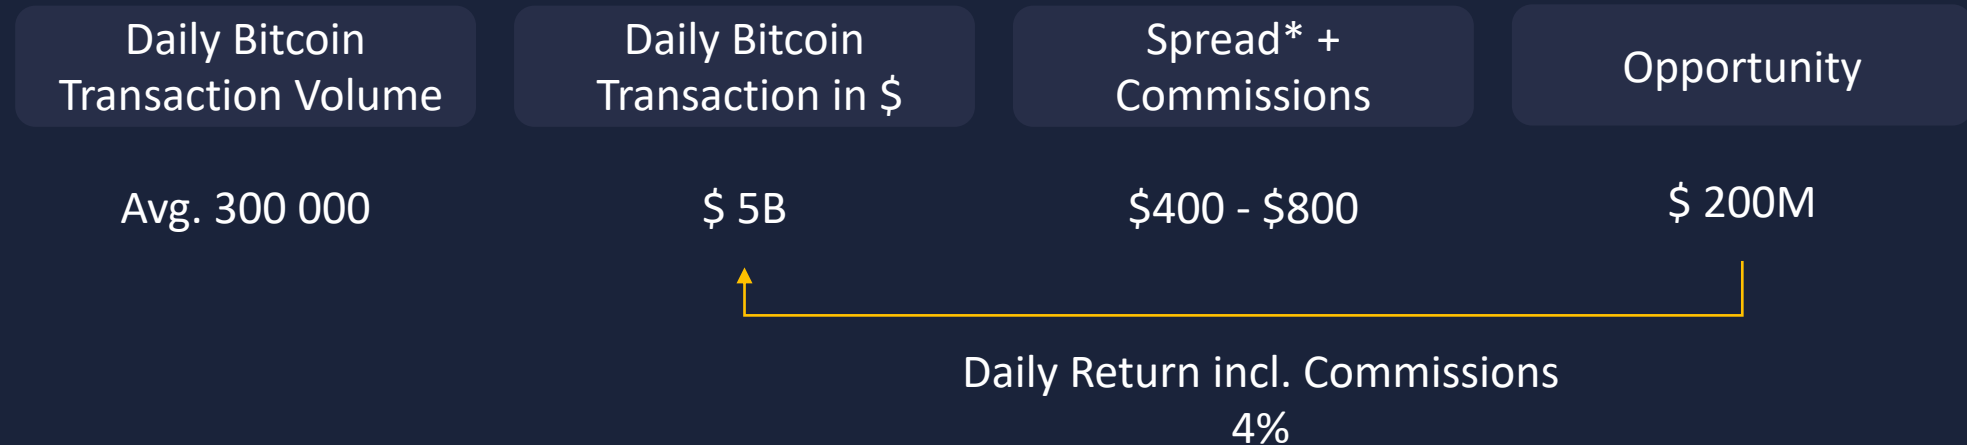 Daily Bitcoin
Transaction Volume
Daily Bitcoin
Transaction in $
Spread* +
Commissions
Opportunity
Avg. 300 000
$ 5B
$400 - $800
$ 200M
Daily Return incl. Commissions
4%